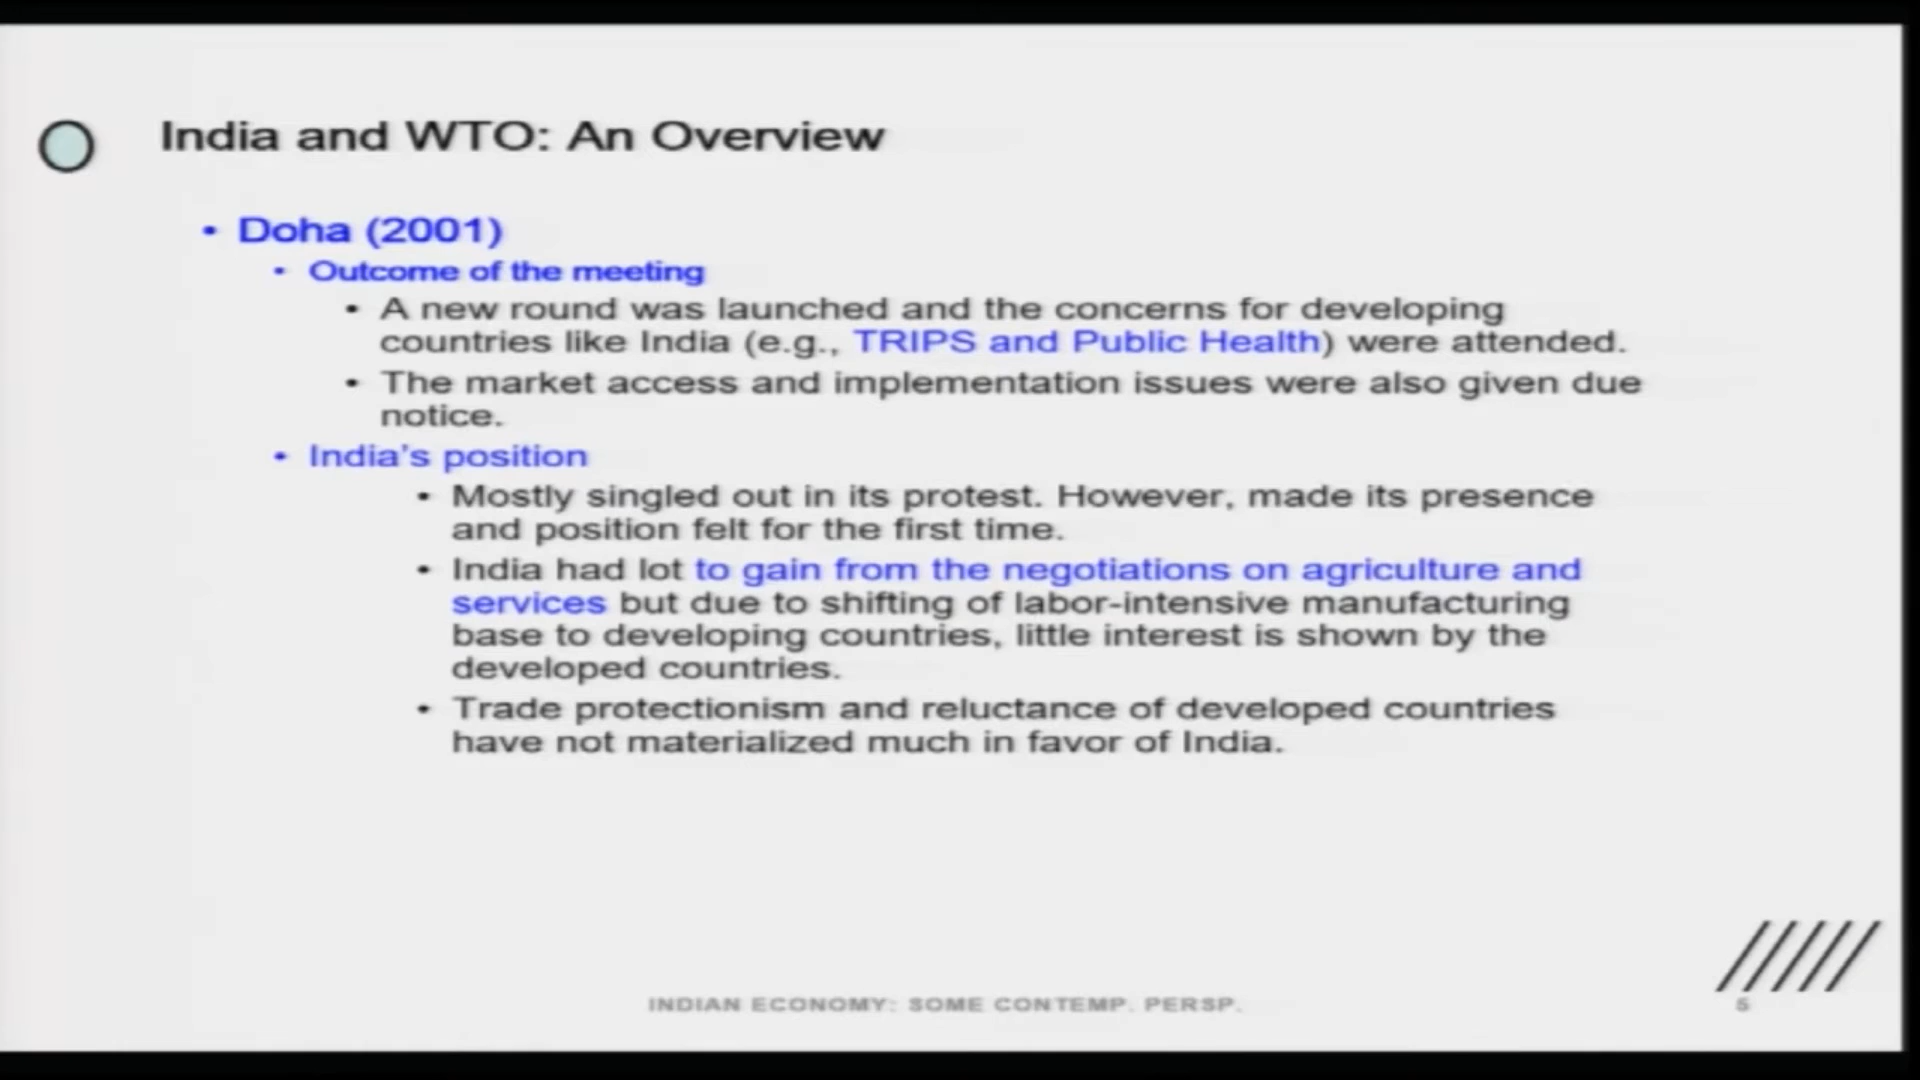 India and WTO: An Overview
• Doha (2001)
• Outcome of the meeting
• A new round was launched and the concerns for developing
countries like India (e.g., TRIPS and Public Health) were attended.
• The market access and implementation issues were also given due
notice.
• India's position
• Mostly singled out in its protest. However, made its presence
and position felt for the first time.
• India had lot to gain from the negotiations on agriculture and
services but due to shifting of labor-intensive manufacturing
base to developing countries, little interest is shown by the
developed countries.
• Trade protectionism and reluctance of developed countries
have not materialized much in favor of India.
INDIAN ECONOMY: SOME CONTEMP. PERSP.
5